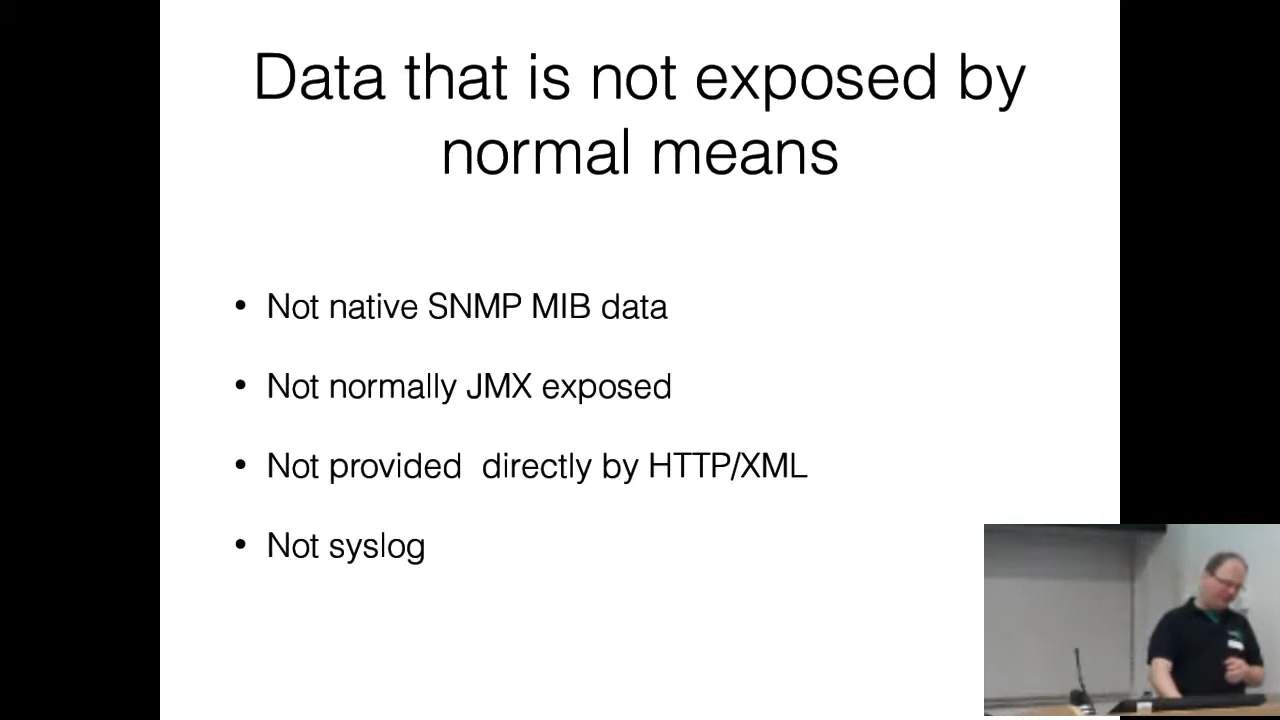 Data that is not exposed by
normal means
• Not native SNMP MIB data
• Not normally JMX exposed
• Not provided  directly by HTTP/XML
• Not syslog